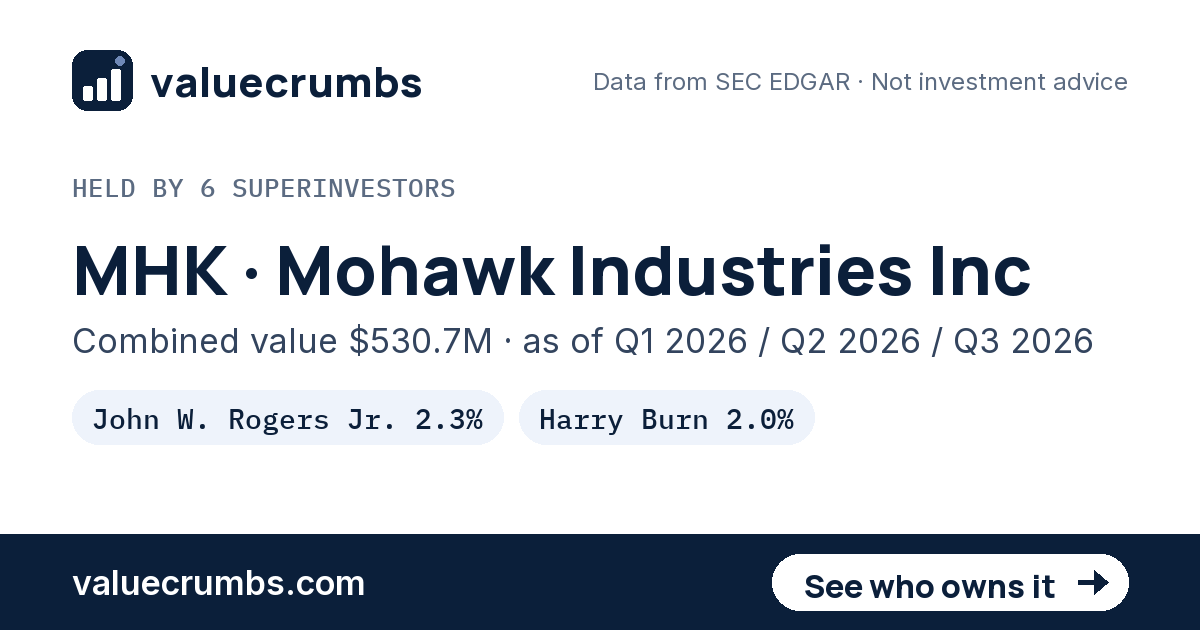 valuecrumbs
Data from SEC EDGAR · Not investment advice
HELD BY 6 SUPERINVESTORS
MHK · Mohawk Industries Inc
Combined value $530.7M · as of Q1 2026 / Q2 2026 / Q3 2026
John W. Rogers Jr. 2.3%
Harry Burn 2.0%
valuecrumbs.com
See who owns it →